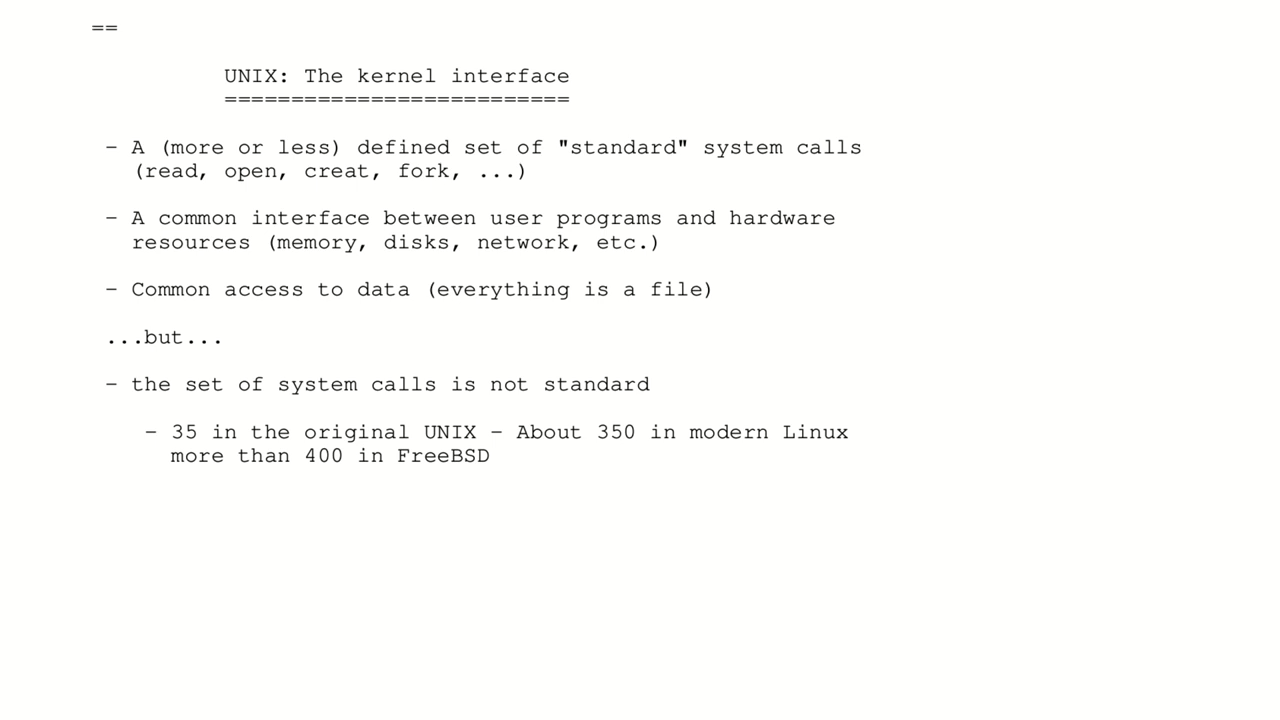 ==
UNIX: The kernel interface
==========================
- A (more or less) defined set of "standard" system calls
(read, open, creat, fork, ...)
- A common interface between user programs and hardware
resources (memory, disks, network, etc.)
- Common access to data (everything is a file)
...but...
- the set of system calls is not standard
- 35 in the original UNIX - About 350 in modern Linux
more than 400 in FreeBSD